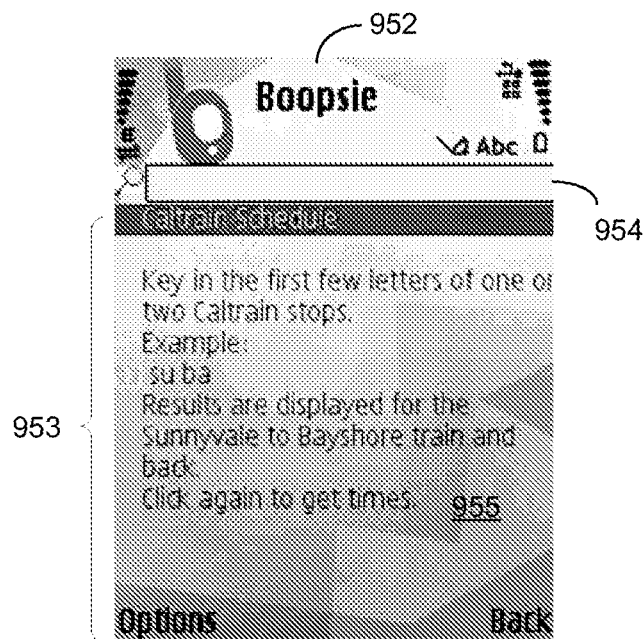 952
Boopsie
Abc
954
Caltrain Schedule
Key in the first few letters of one or
two Caltrain stops.
Example:
su ba
953
Results are displayed for the
Sunnyvale to Bayshore train and
back.
Click again to get times.
955
Options
Back